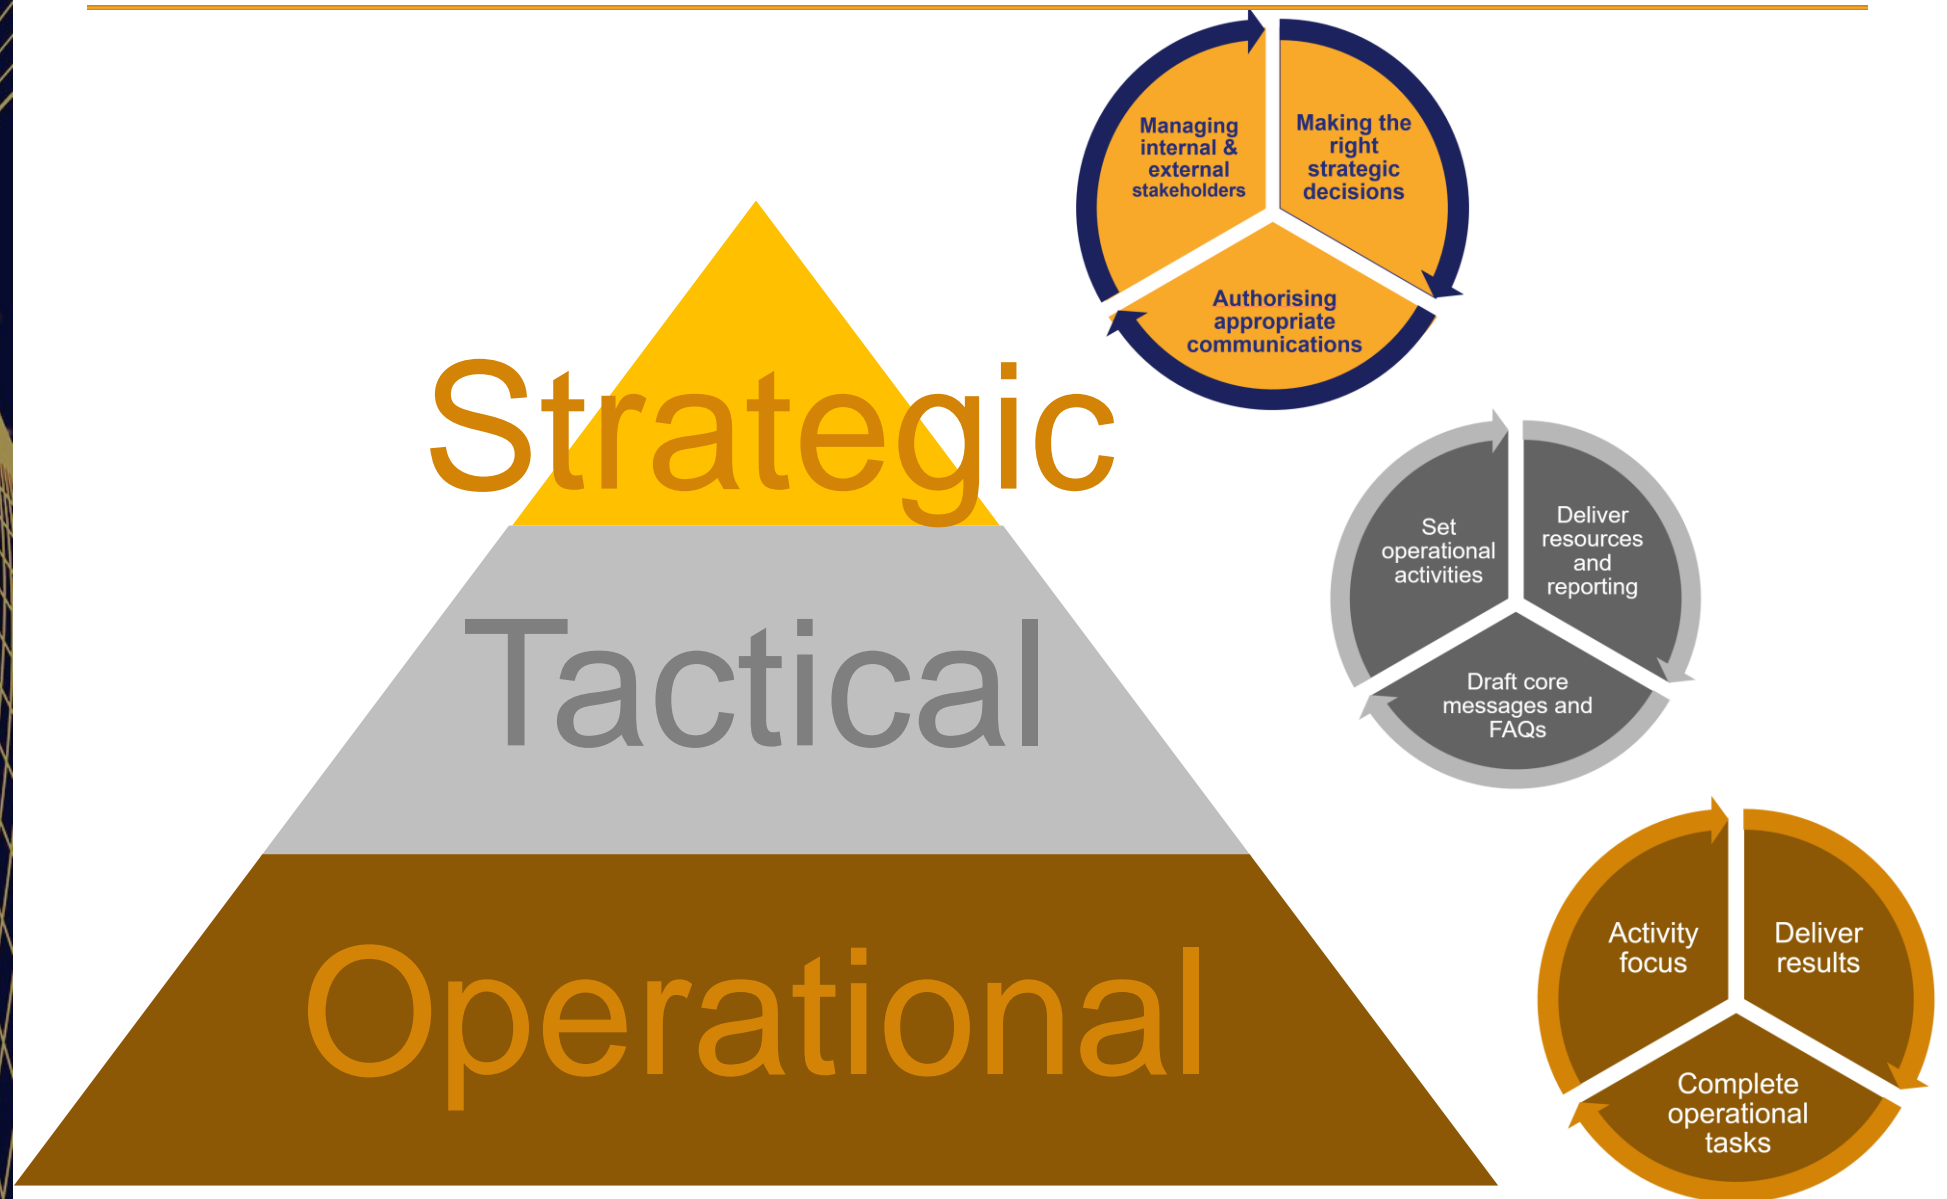 Managing
internal &
external
stakeholders
Making the
right
strategic
decisions
Authorising
appropriate
communications
Strategic
Set
operational
activities
Deliver
resources
and
reporting
Draft core
messages and
FAQs
Tactical
Activity
focus
Deliver
results
Complete
operational
tasks
Operational